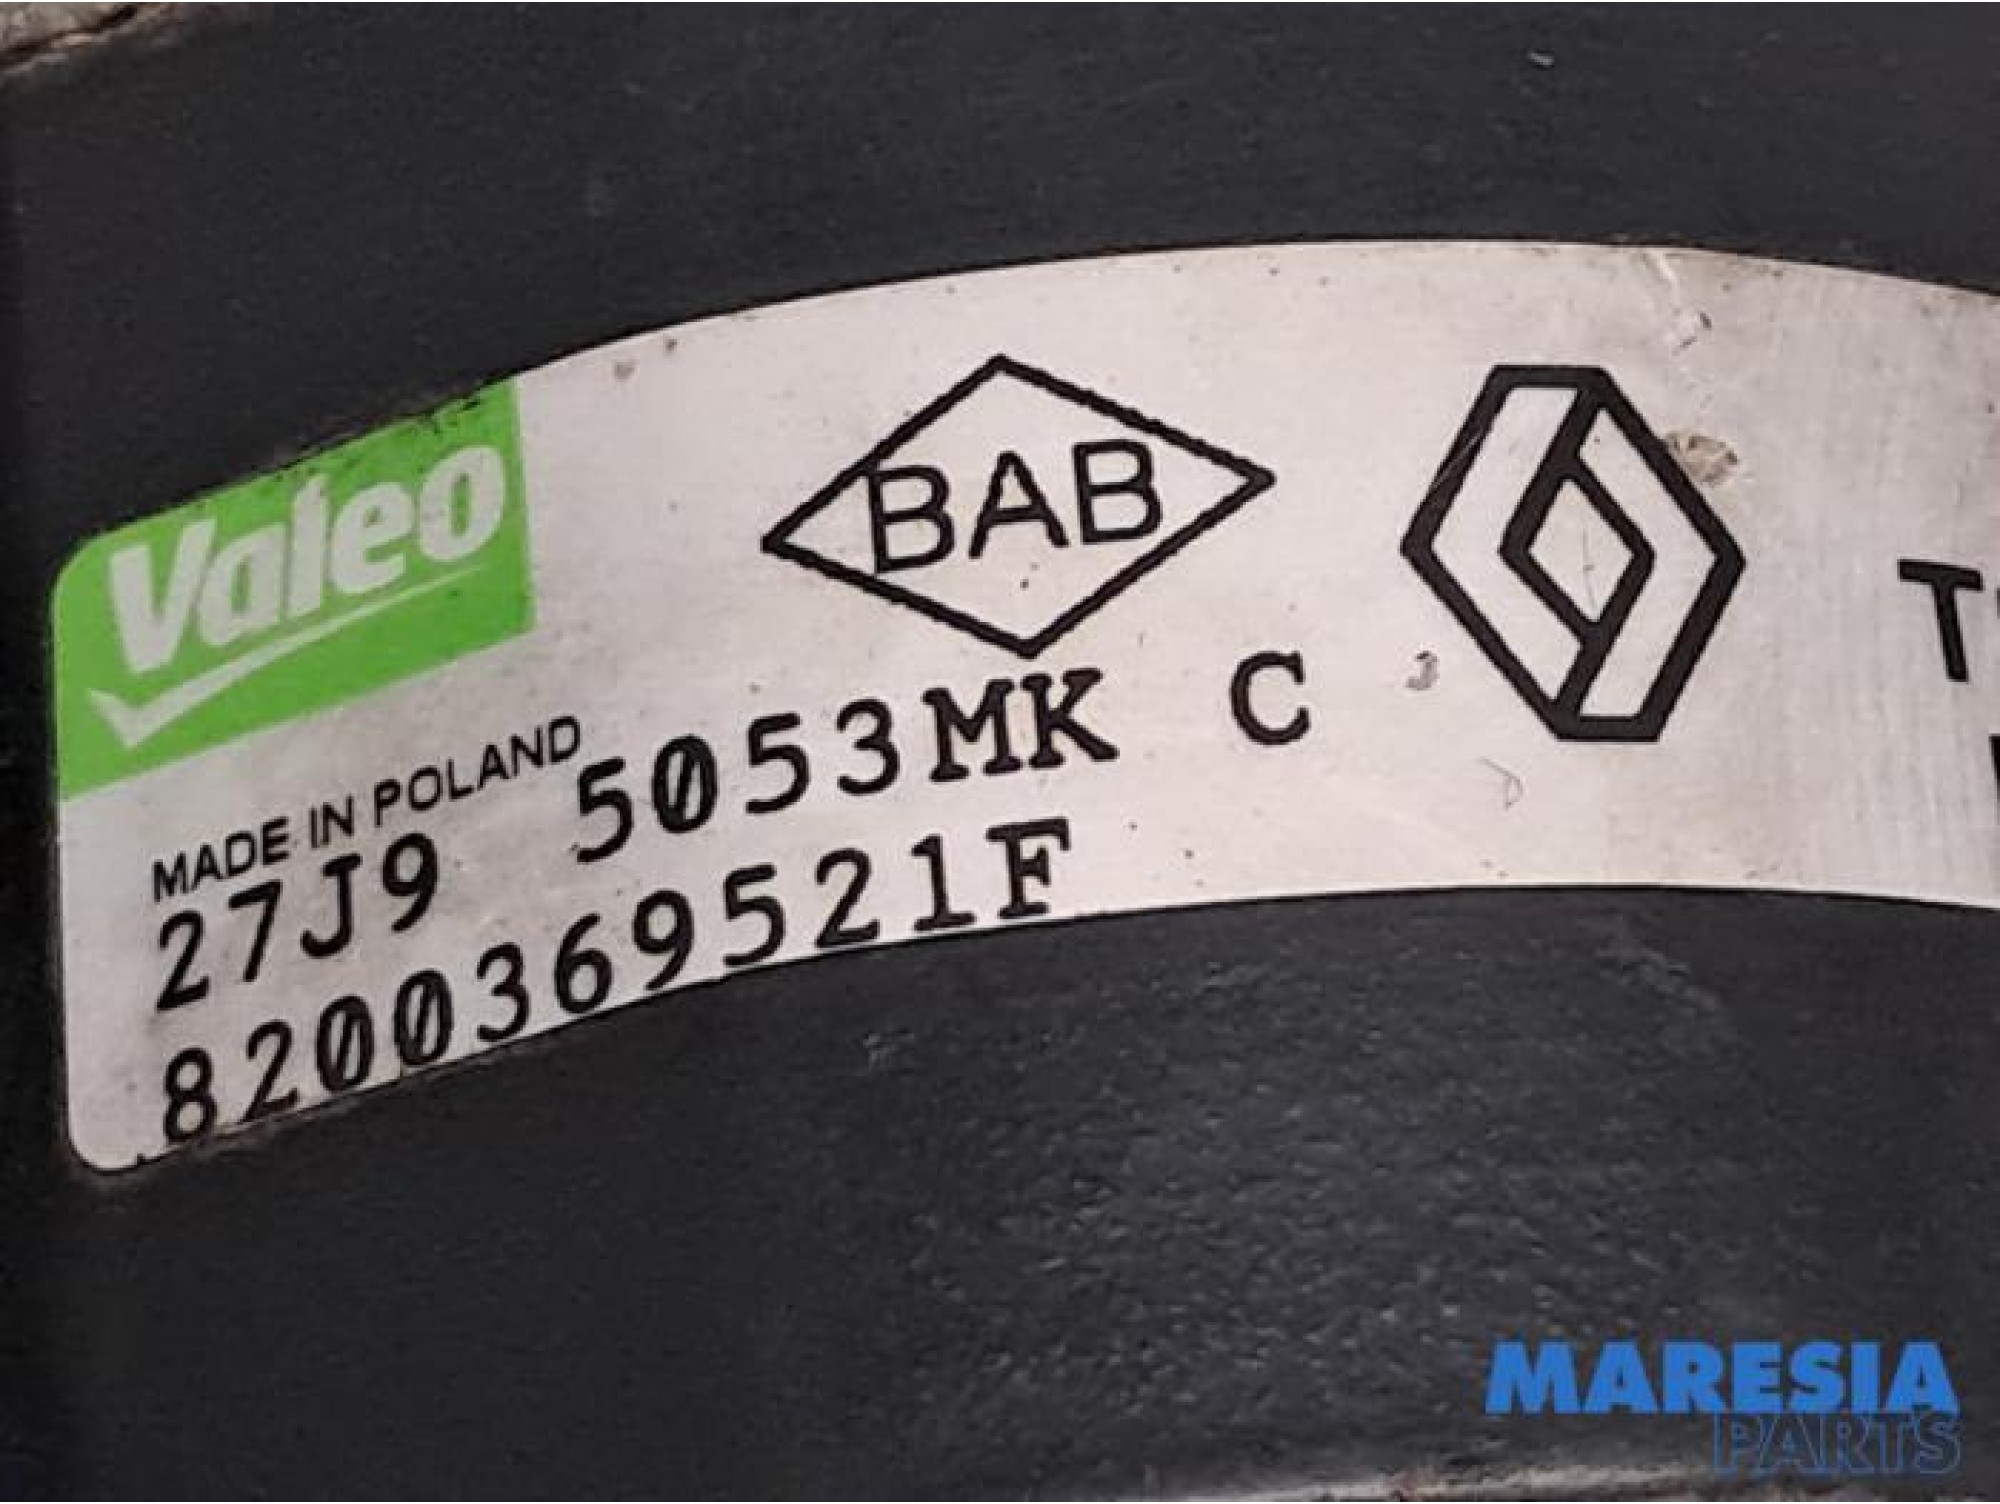 Valeo
BAB
MADE IN POLAND
27J9 5053MK C
8200369521F
MARESIA
PARTS